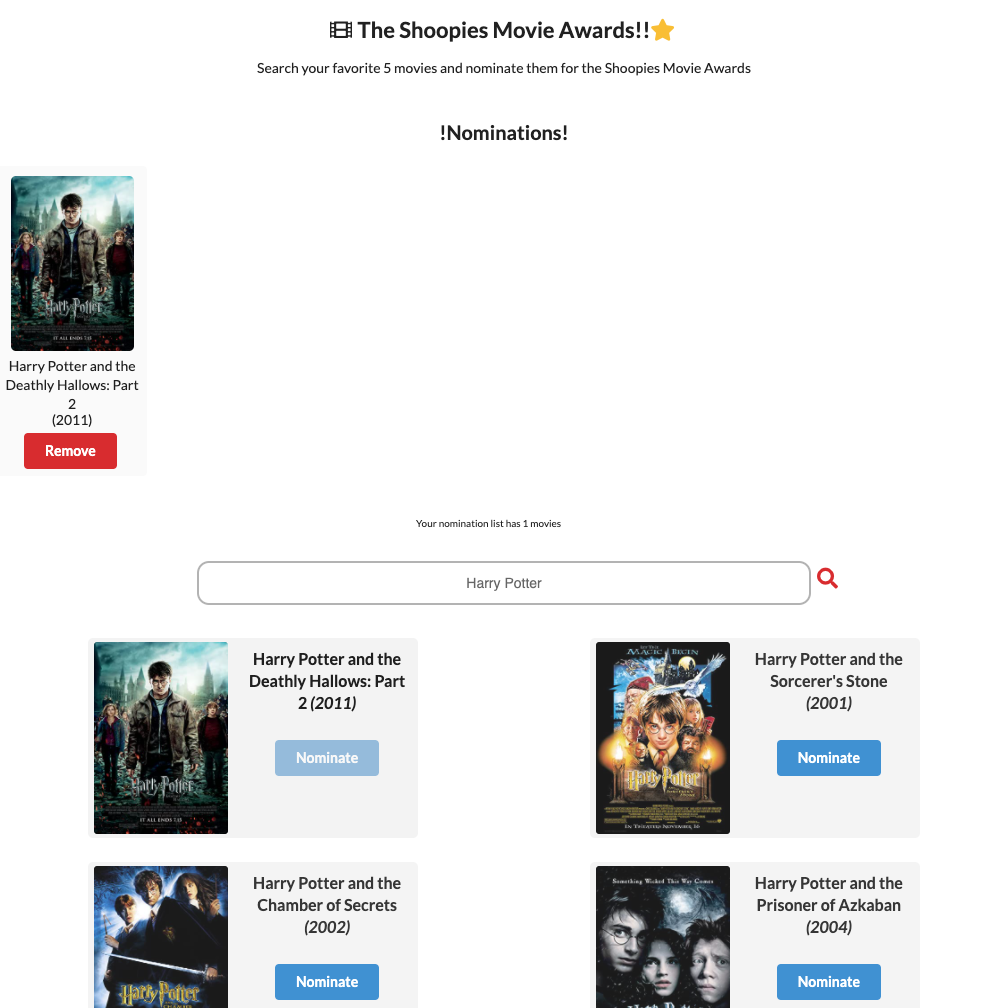 The Shoopies Movie Awards!!
Search your favorite 5 movies and nominate them for the Shoopies Movie Awards
!Nominations!
Harry Potter
IT ALL ENDS 7.15
Harry Potter and the
Deathly Hallows: Part
2
(2011)
Remove
Your nomination list has 1 movies
Harry Potter
Harry Potter
IT ALL ENDS 7.15
Harry Potter and the
Deathly Hallows: Part
2 (2011)
Nominate
MAGIC BEGIN
Harry Potter
IN THEATERS NOVEMBER 16
Harry Potter and the
Sorcerer's Stone
(2001)
Nominate
Harry Potter
Harry Potter and the
Chamber of Secrets
(2002)
Nominate
Something Wicked This Way Comes
Harry Potter and the
Prisoner of Azkaban
(2004)
Nominate